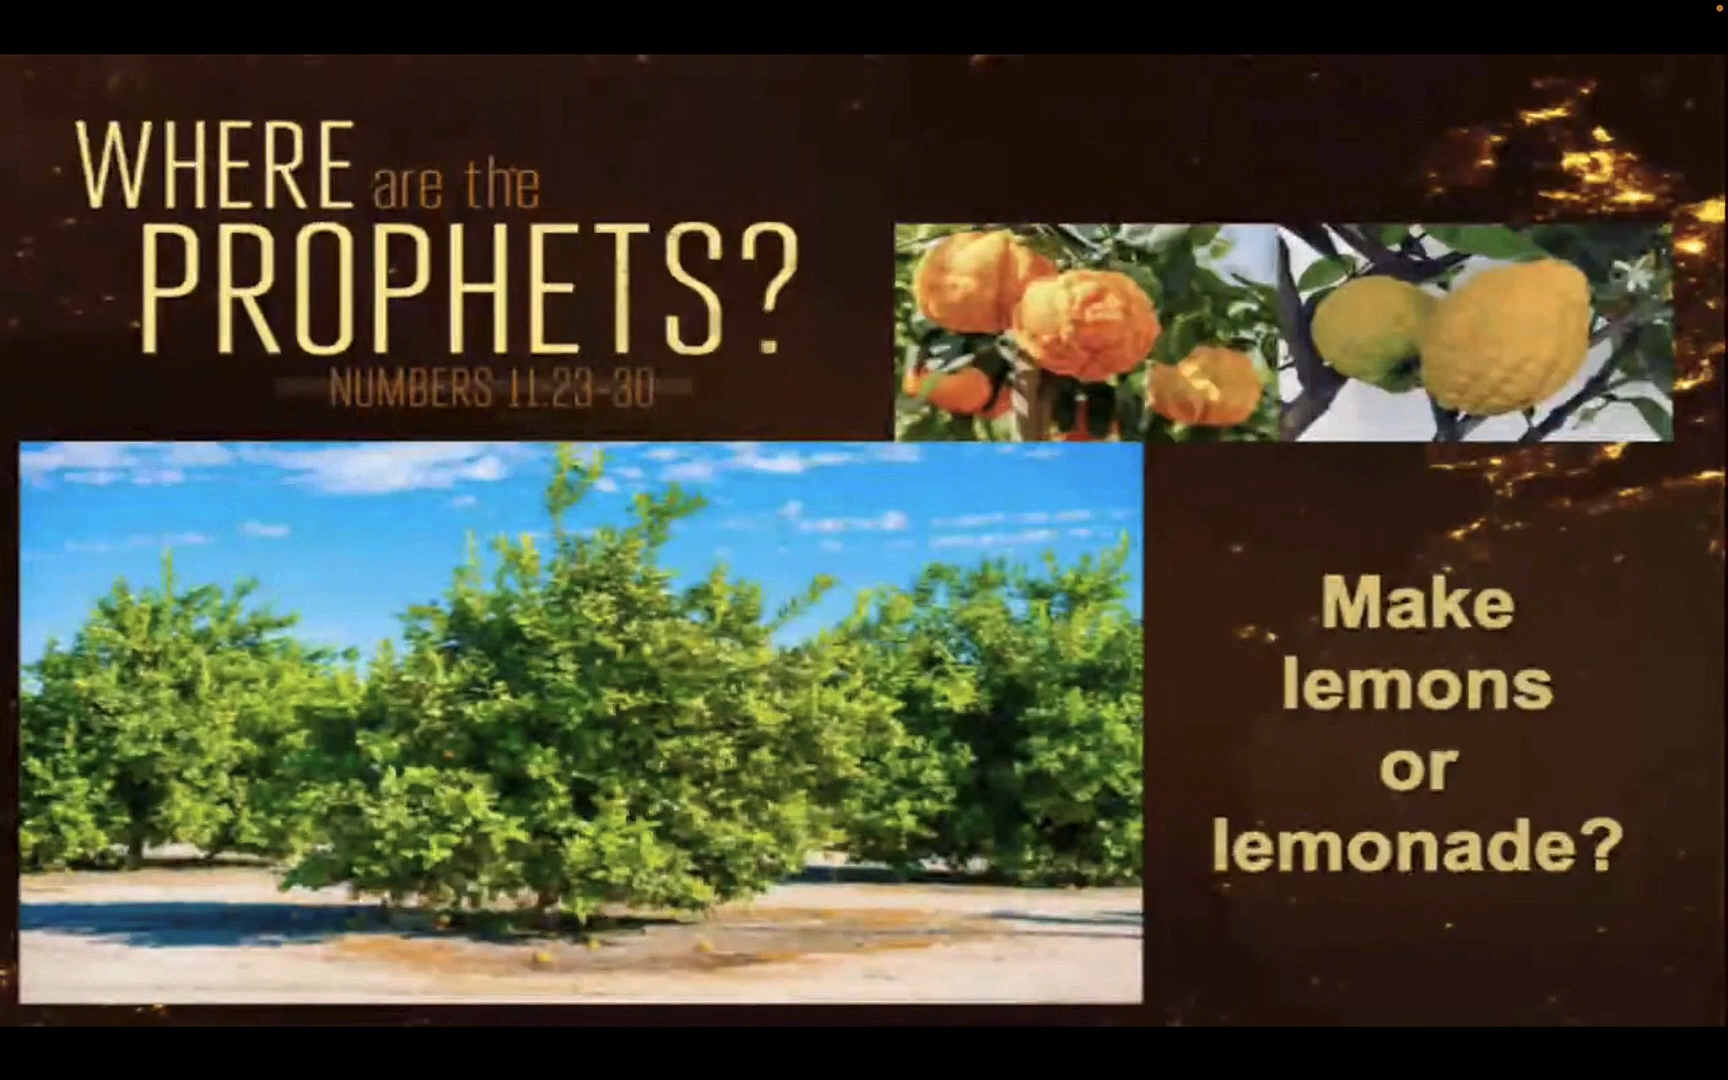 WHERE are the
PROPHETS?
NUMBERS 11:23-30
Make
lemons
or
lemonade?